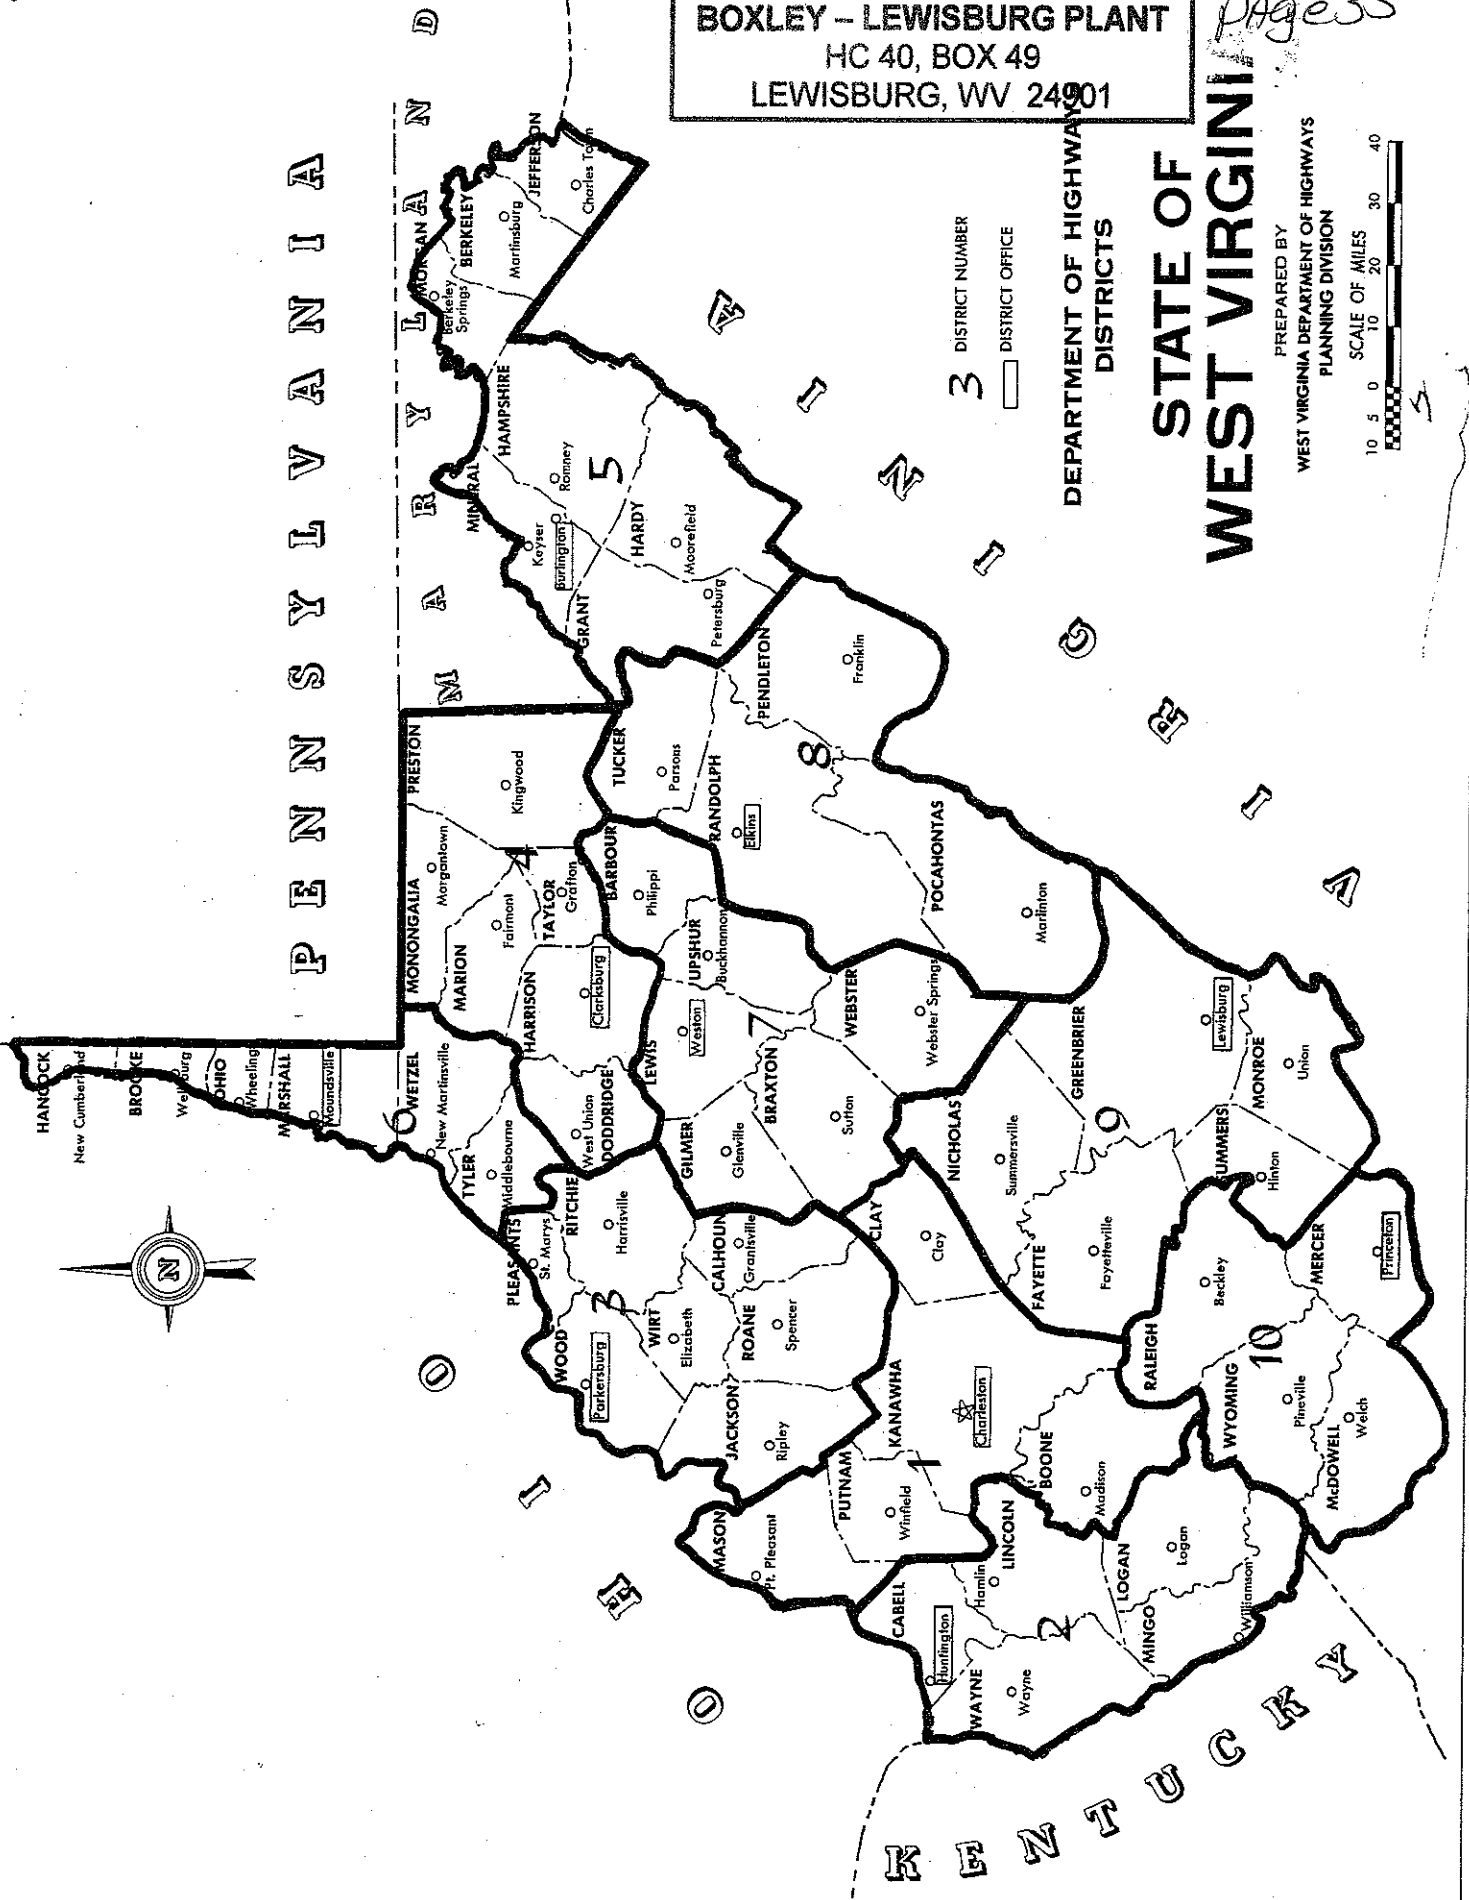 page 33
BOXLEY – LEWISBURG PLANT
HC 40, BOX 49
LEWISBURG, WV 24901
PENNSYLVANIA
MARYLAND
OHIO
KENTUCKY
VIRGINIA
N
HANCOCK
New Cumberland
BROOKE
Wellsburg
OHIO
Wheeling
MARSHALL
Moundsville
6
WETZEL
New Martinsville
TYLER
Middlebourne
PLEASANTS
St. Marys
RITCHIE
Harrisville
WOOD
Parkersburg
3
WIRT
Elizabeth
CALHOUN
Grantsville
ROANE
Spencer
JACKSON
Ripley
MASON
Pt. Pleasant
PUTNAM
Winfield
1
KANAWHA
Charleston
CLAY
Clay
BOONE
Madison
CABELL
Huntington
WAYNE
Wayne
2
LINCOLN
Hamlin
LOGAN
Logan
MINGO
Williamson
MONONGALIA
Morgantown
MARION
Fairmont
PRESTON
Kingwood
4
TAYLOR
Grafton
HARRISON
Clarksburg
DODDRIDGE
West Union
BARBOUR
Philippi
LEWIS
Weston
UPSHUR
Buckhannon
7
GILMER
Glenville
BRAXTON
Sutton
WEBSTER
Webster Springs
TUCKER
Parsons
RANDOLPH
Elkins
8
PENDLETON
Franklin
POCAHONTAS
Marlinton
GRANT
Petersburg
HARDY
Moorefield
5
MINERAL
Keyser
Burlington
HAMPSHIRE
Romney
MORGAN
Berkeley
Springs
BERKELEY
Martinsburg
JEFFERSON
Charles Town
NICHOLAS
Summersville
GREENBRIER
Lewisburg
9
FAYETTE
Fayetteville
SUMMERS
Hinton
MONROE
Union
RALEIGH
Beckley
10
WYOMING
Pineville
McDOWELL
Welch
MERCER
Princeton
3 DISTRICT NUMBER
DISTRICT OFFICE
DEPARTMENT OF HIGHWAYS
DISTRICTS
STATE OF
WEST VIRGINIA
PREPARED BY
WEST VIRGINIA DEPARTMENT OF HIGHWAYS
PLANNING DIVISION
SCALE OF MILES
10 5 0 10 20 30 40
5